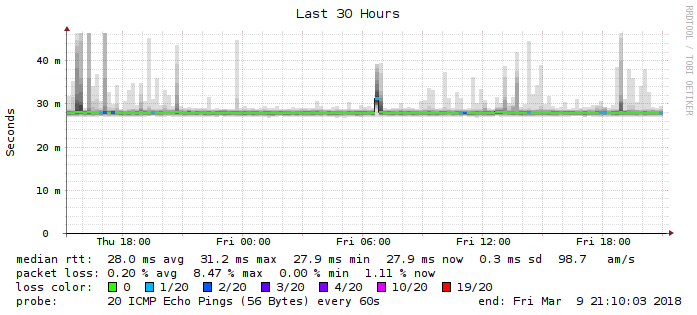 Last 30 Hours
RRDTOOL / TOBI OETIKER
Seconds
40 m
30 m
20 m
10 m
0
Thu 18:00 Fri 00:00 Fri 06:00 Fri 12:00 Fri 18:00
median rtt: 28.0 ms avg 31.2 ms max 27.9 ms min 27.9 ms now 0.3 ms sd 98.7 am/s
packet loss: 0.20 % avg 8.47 % max 0.00 % min 1.11 % now
loss color: 0 1/20 2/20 3/20 4/20 10/20 19/20
probe: 20 ICMP Echo Pings (56 Bytes) every 60s end: Fri Mar 9 21:10:03 2018